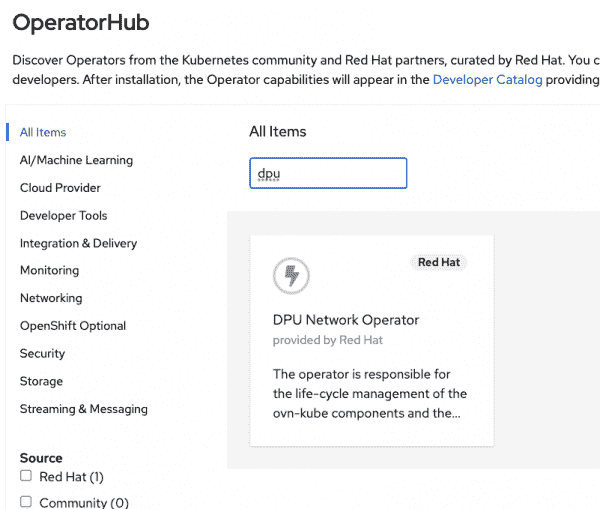 OperatorHub
Discover Operators from the Kubernetes community and Red Hat partners, curated by Red Hat. You c
developers. After installation, the Operator capabilities will appear in the Developer Catalog providing
All Items
AI/Machine Learning
Cloud Provider
Developer Tools
Integration & Delivery
Monitoring
Networking
OpenShift Optional
Security
Storage
Streaming & Messaging
Source
Red Hat (1)
Community (0)
All Items
dpu
Red Hat
DPU Network Operator
provided by Red Hat
The operator is responsible for
the life-cycle management of the
ovn-kube components and the...